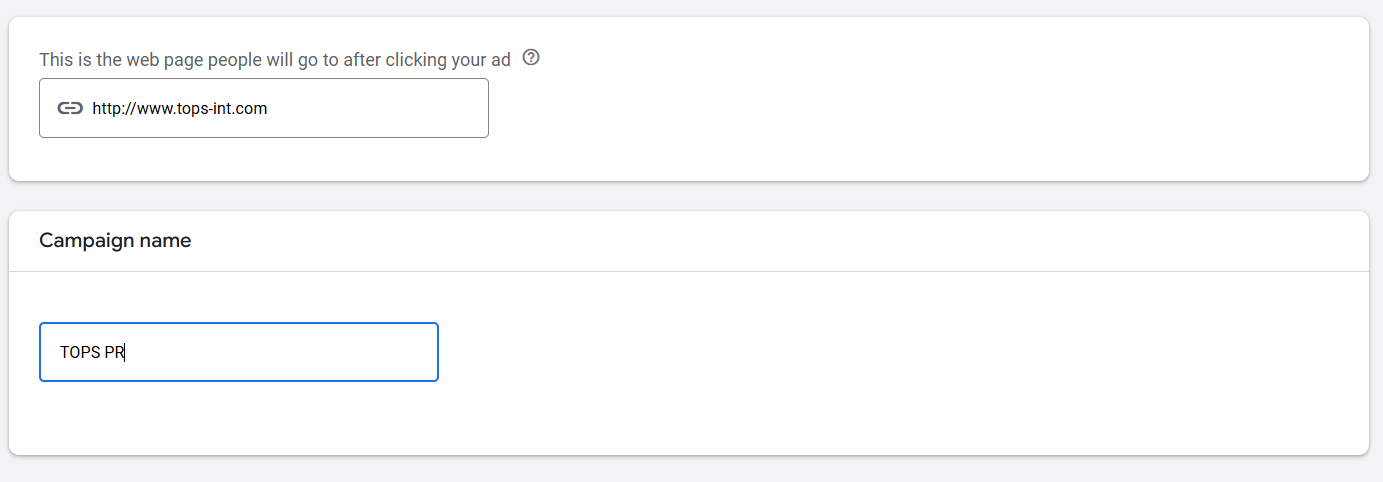 This is the web page people will go to after clicking your ad
http://www.tops-int.com
Campaign name
TOPS PR